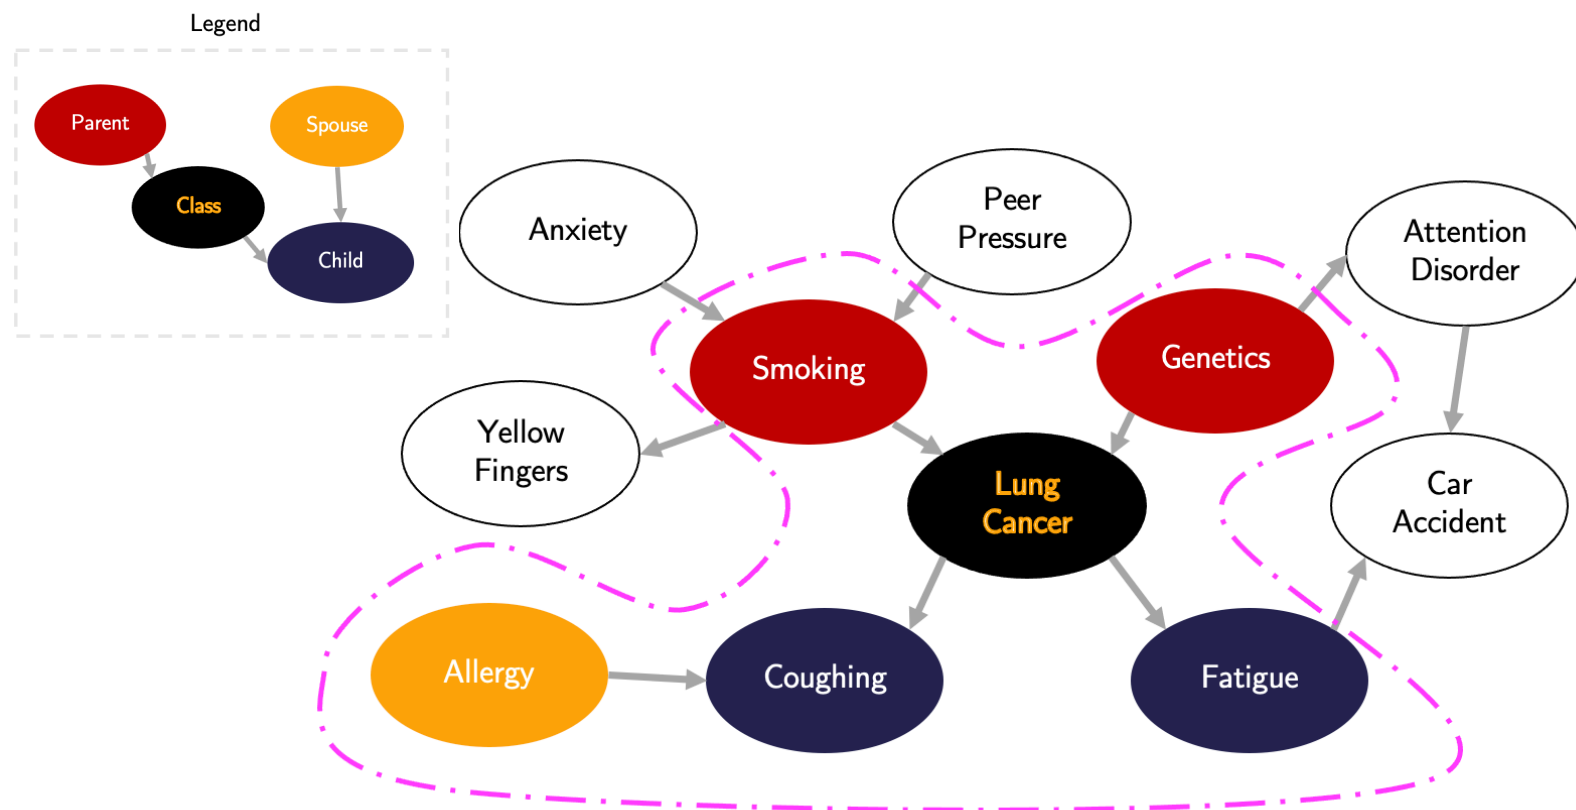 Legend
Parent
Spouse
Class
Child
Anxiety
Peer
Pressure
Attention
Disorder
Smoking
Genetics
Yellow
Fingers
Lung
Cancer
Car
Accident
Allergy
Coughing
Fatigue